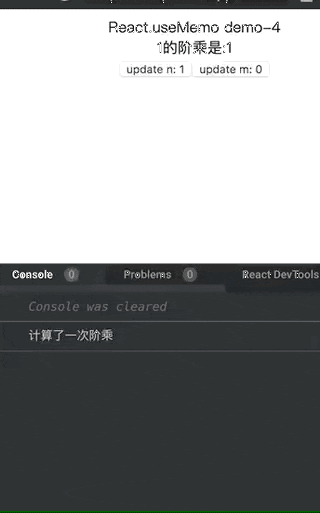 React.useMemo demo-4
1的阶乘是:1
update n: 1 update m: 0
Console 0 Problems 0 React DevTools
Console was cleared
计算了一次阶乘